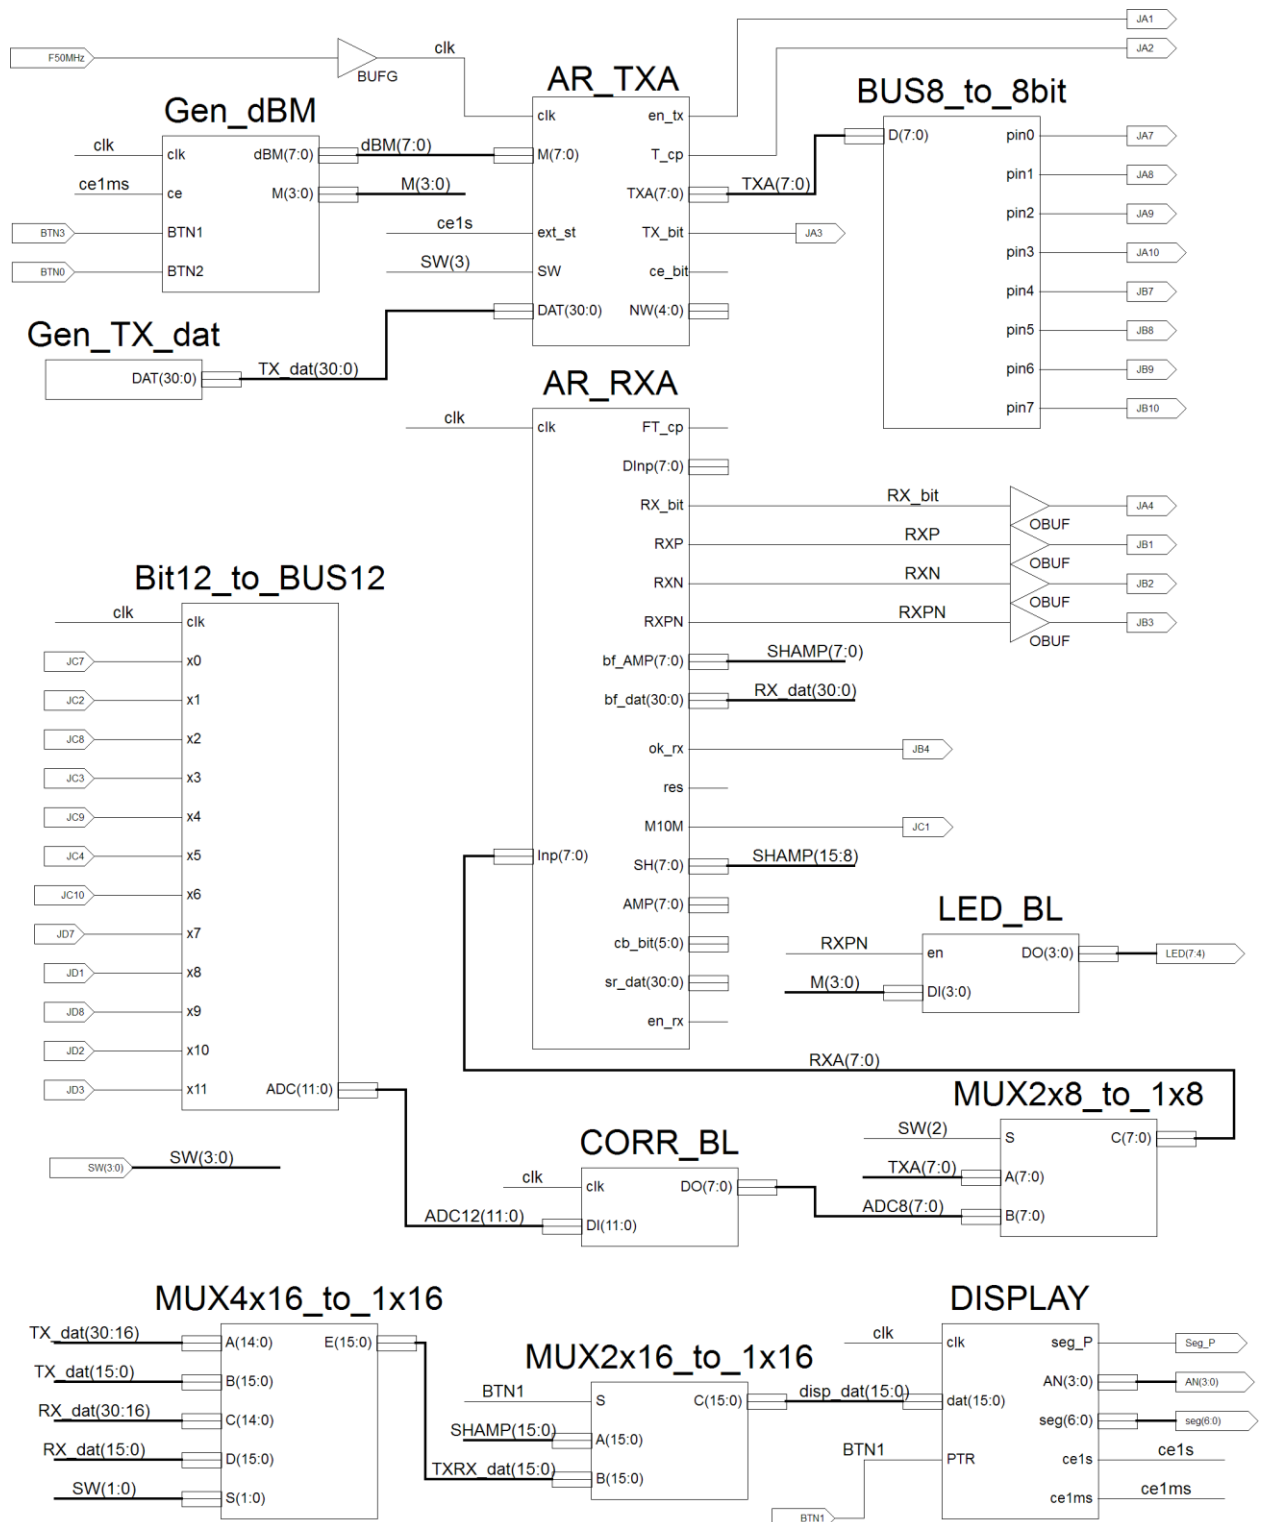 F50MHz
BUFG
clk
JA1
JA2
AR_TXA
clk
en_tx
M(7:0)
T_cp
TXA(7:0)
ext_st
TX_bit
SW
ce_bit
DAT(30:0)
NW(4:0)
TXA(7:0)
JA3
ce1s
SW(3)
BUS8_to_8bit
D(7:0)
pin0
JA7
pin1
JA8
pin2
JA9
pin3
JA10
pin4
JB7
pin5
JB8
pin6
JB9
pin7
JB10
Gen_dBM
clk
clk
dBM(7:0)
dBM(7:0)
ce1ms
ce
M(3:0)
M(3:0)
BTN3
BTN1
BTN0
BTN2
Gen_TX_dat
DAT(30:0)
TX_dat(30:0)
AR_RXA
clk
clk
FT_cp
DInp(7:0)
RX_bit
RX_bit
OBUF
JA4
RXP
RXP
OBUF
JB1
RXN
RXN
OBUF
JB2
RXPN
RXPN
OBUF
JB3
bf_AMP(7:0)
SHAMP(7:0)
bf_dat(30:0)
RX_dat(30:0)
ok_rx
JB4
res
M10M
JC1
Inp(7:0)
SH(7:0)
SHAMP(15:8)
AMP(7:0)
cb_bit(5:0)
sr_dat(30:0)
en_rx
Bit12_to_BUS12
clk
clk
JC7
x0
JC2
x1
JC8
x2
JC3
x3
JC9
x4
JC4
x5
JC10
x6
JD7
x7
JD1
x8
JD8
x9
JD2
x10
JD3
x11
ADC(11:0)
SW(3:0)
SW(3:0)
LED_BL
RXPN
en
DO(3:0)
LED(7:4)
M(3:0)
DI(3:0)
RXA(7:0)
MUX2x8_to_1x8
SW(2)
S
C(7:0)
TXA(7:0)
A(7:0)
ADC8(7:0)
B(7:0)
CORR_BL
clk
clk
DO(7:0)
ADC12(11:0)
DI(11:0)
MUX4x16_to_1x16
TX_dat(30:16)
A(14:0)
E(15:0)
TX_dat(15:0)
B(15:0)
RX_dat(30:16)
C(14:0)
RX_dat(15:0)
D(15:0)
SW(1:0)
S(1:0)
MUX2x16_to_1x16
BTN1
S
C(15:0)
SHAMP(15:0)
A(15:0)
TXRX_dat(15:0)
B(15:0)
DISPLAY
clk
clk
seg_P
Seg_P
disp_dat(15:0)
dat(15:0)
AN(3:0)
AN(3:0)
seg(6:0)
seg(6:0)
BTN1
PTR
ce1s
ce1s
ce1ms
ce1ms
BTN1